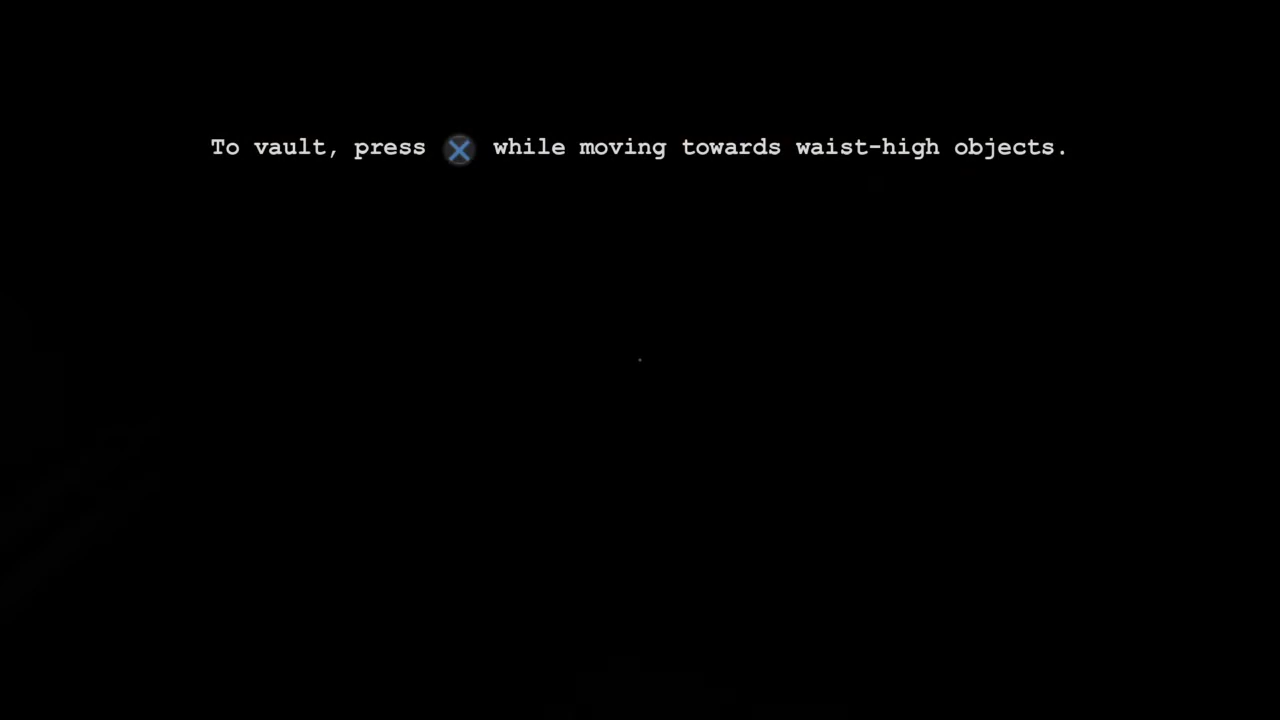 To vault, press ⓧ while moving towards waist-high objects.